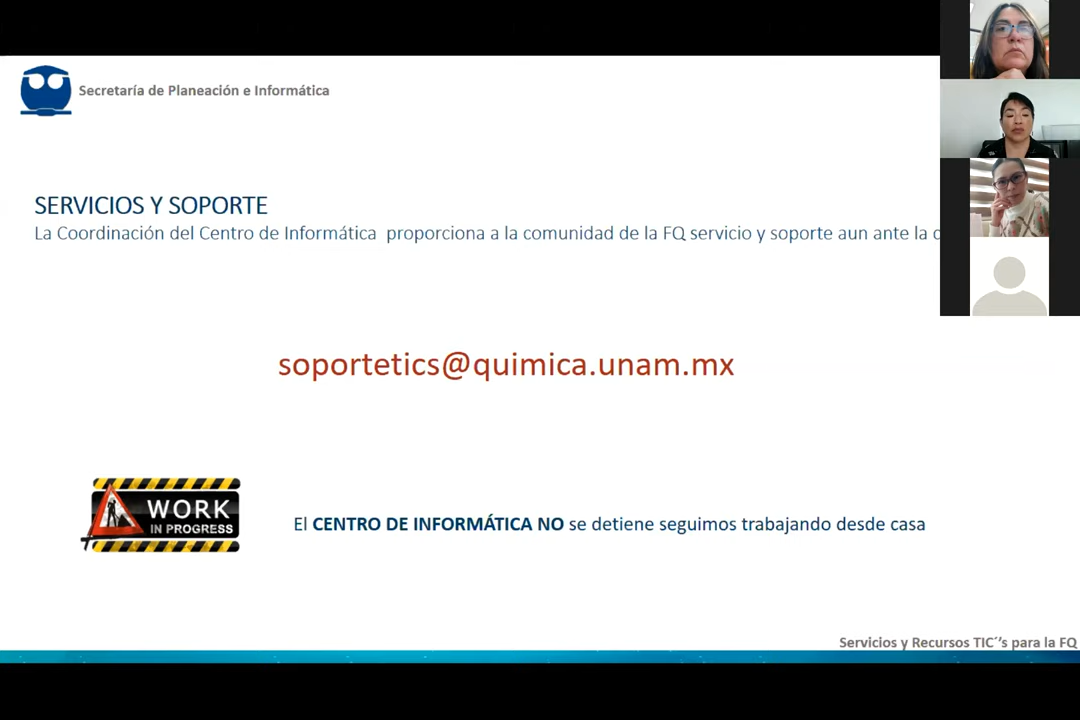 Secretaría de Planeación e Informática
SERVICIOS Y SOPORTE
La Coordinación del Centro de Informática proporciona a la comunidad de la FQ servicio y soporte aun ante la
soportetics@quimica.unam.mx
WORK
IN PROGRESS
El CENTRO DE INFORMÁTICA NO se detiene seguimos trabajando desde casa
Servicios y Recursos TIC´'s para la FQ